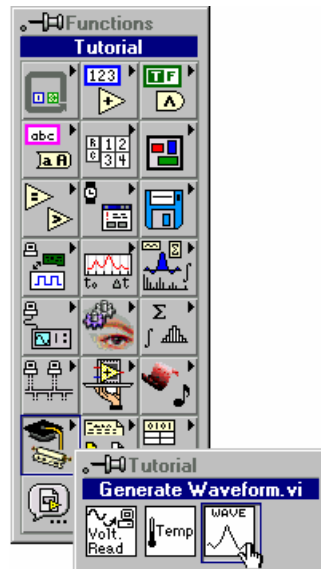 Functions
Tutorial
123
TF
abc
a A
R 1 2
C 3 4
t₀ Δt
Σ
Σ
0101
Tutorial
Generate Waveform.vi
Volt.
Read
Temp
WAVE